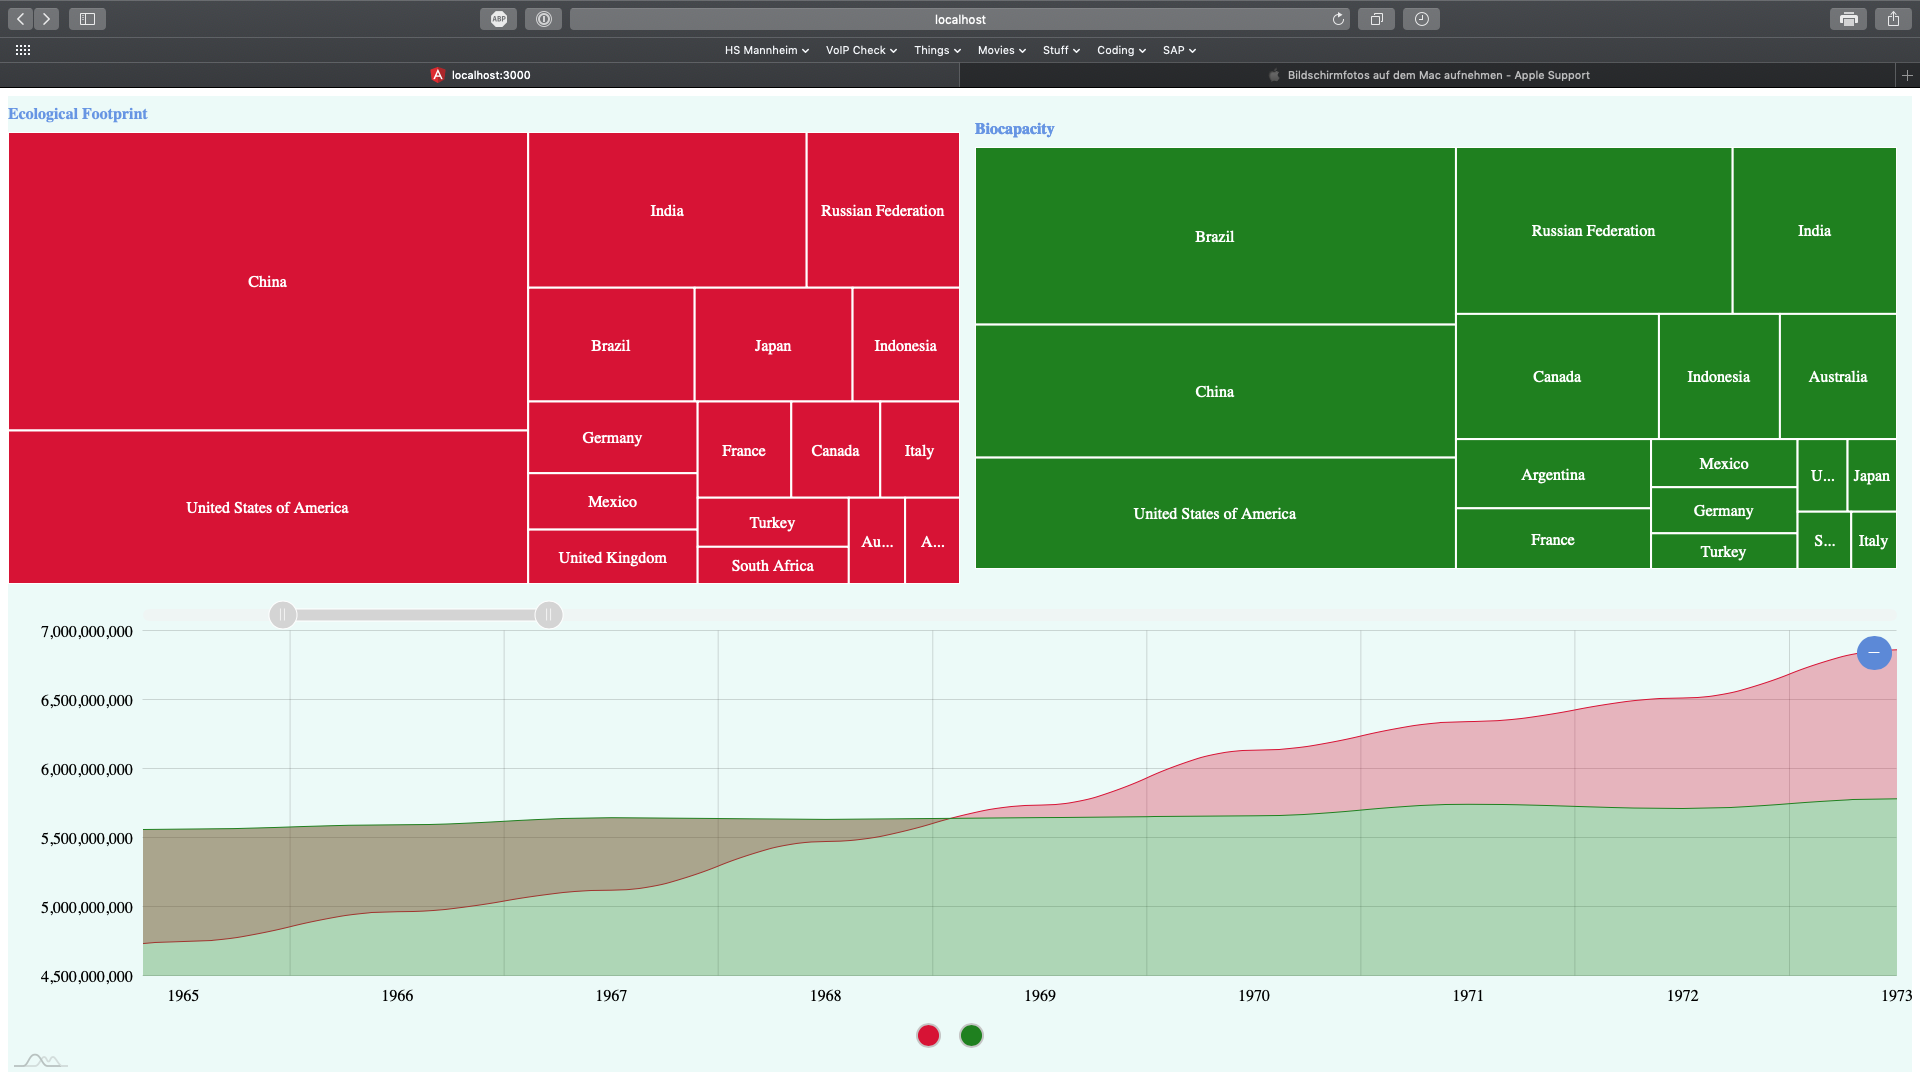 ABP
localhost
HS Mannheim
VoIP Check
Things
Movies
Stuff
Coding
SAP
localhost:3000
Bildschirmfotos auf dem Mac aufnehmen - Apple Support
Ecological Footprint
China
United States of America
India
Russian Federation
Brazil
Japan
Indonesia
Germany
Mexico
United Kingdom
France
Canada
Italy
Turkey
South Africa
Au...
A...
Biocapacity
Brazil
China
United States of America
Russian Federation
India
Canada
Indonesia
Australia
Argentina
France
Mexico
Germany
Turkey
U...
Japan
S...
Italy
7,000,000,000
6,500,000,000
6,000,000,000
5,500,000,000
5,000,000,000
4,500,000,000
1965 1966 1967 1968 1969 1970 1971 1972 1973